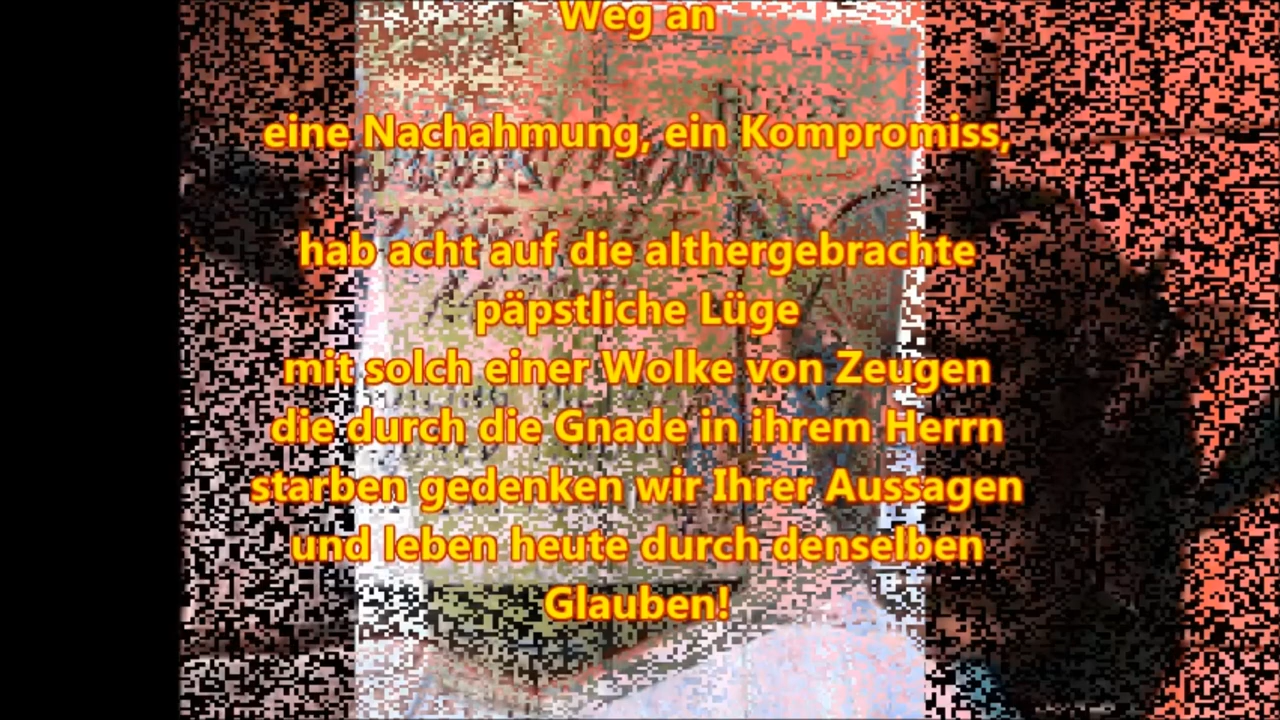 Weg an
eine Nachahmung, ein Kompromiss,
hab acht auf die althergebrachte
päpstliche Lüge
mit solch einer Wolke von Zeugen
die durch die Gnade in ihrem Herrn
starben gedenken wir Ihrer Aussagen
und leben heute durch denselben
Glauben!